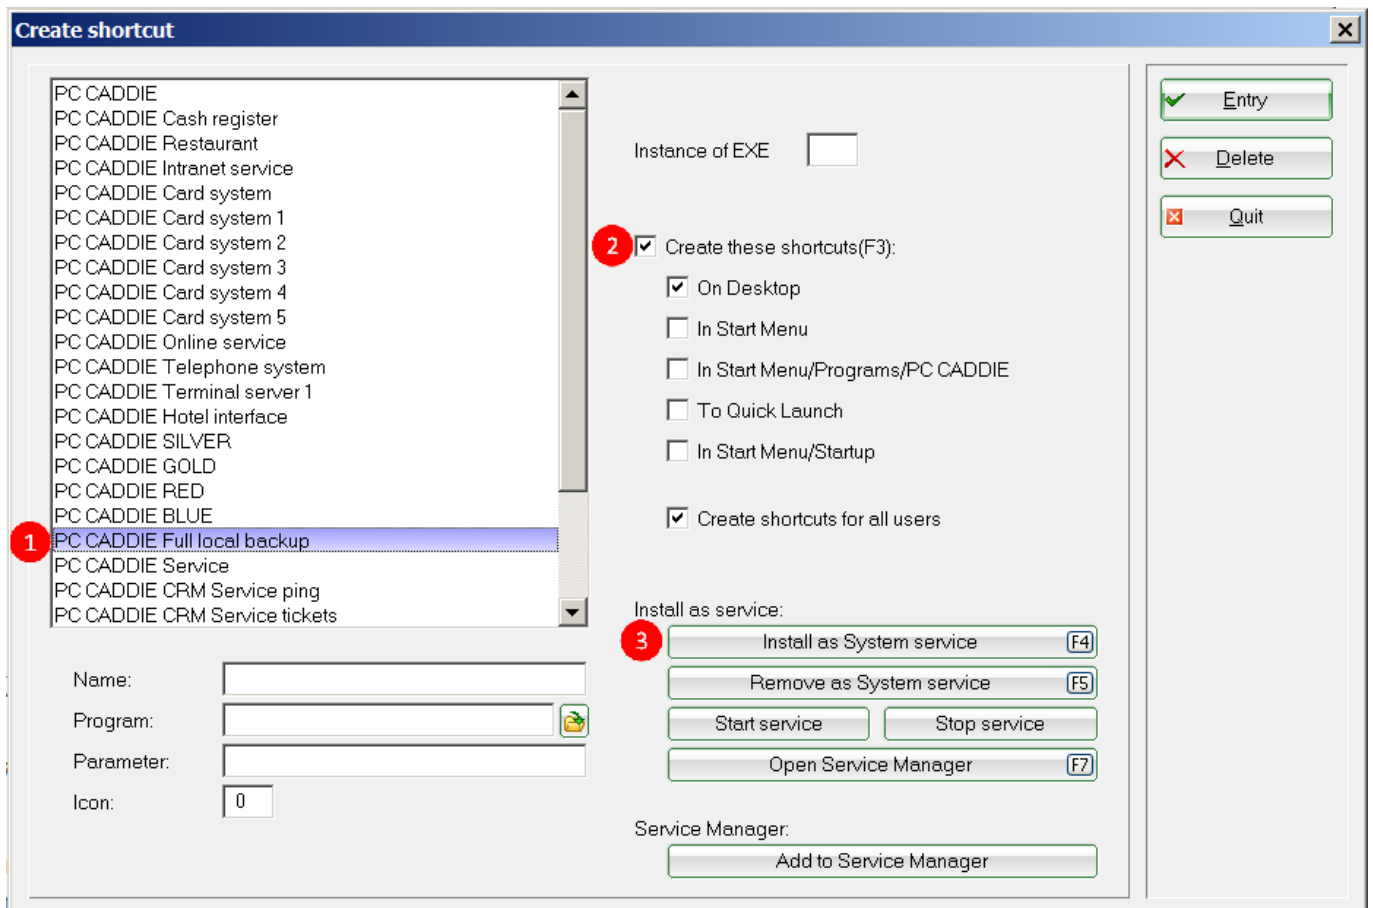 Create shortcut
PC CADDIE
PC CADDIE Cash register
PC CADDIE Restaurant
PC CADDIE Intranet service
PC CADDIE Card system
PC CADDIE Card system 1
PC CADDIE Card system 2
PC CADDIE Card system 3
PC CADDIE Card system 4
PC CADDIE Card system 5
PC CADDIE Online service
PC CADDIE Telephone system
PC CADDIE Terminal server 1
PC CADDIE Hotel interface
PC CADDIE SILVER
PC CADDIE GOLD
PC CADDIE RED
PC CADDIE BLUE
1 PC CADDIE Full local backup
PC CADDIE Service
PC CADDIE CRM Service ping
PC CADDIE CRM Service tickets
Name:
Program:
Parameter:
Icon: 0
Instance of EXE
2 Create these shortcuts(F3):
On Desktop
In Start Menu
In Start Menu/Programs/PC CADDIE
To Quick Launch
In Start Menu/Startup
Create shortcuts for all users
Install as service:
3 Install as System service F4
Remove as System service F5
Start service Stop service
Open Service Manager F7
Service Manager:
Add to Service Manager
Entry
Delete
Quit